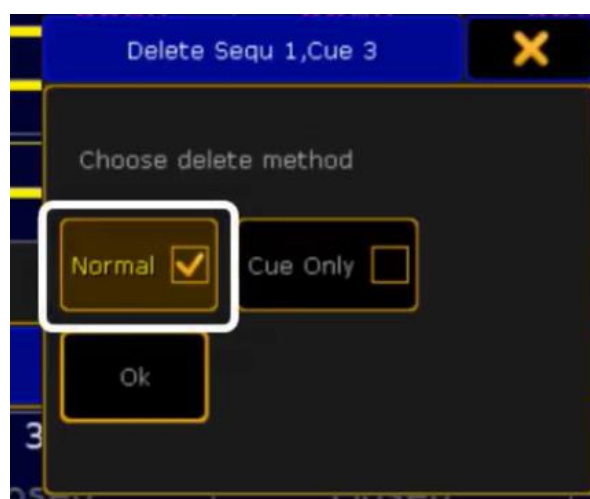 Delete Sequ 1,Cue 3
Choose delete method
Normal Cue Only
Ok
3